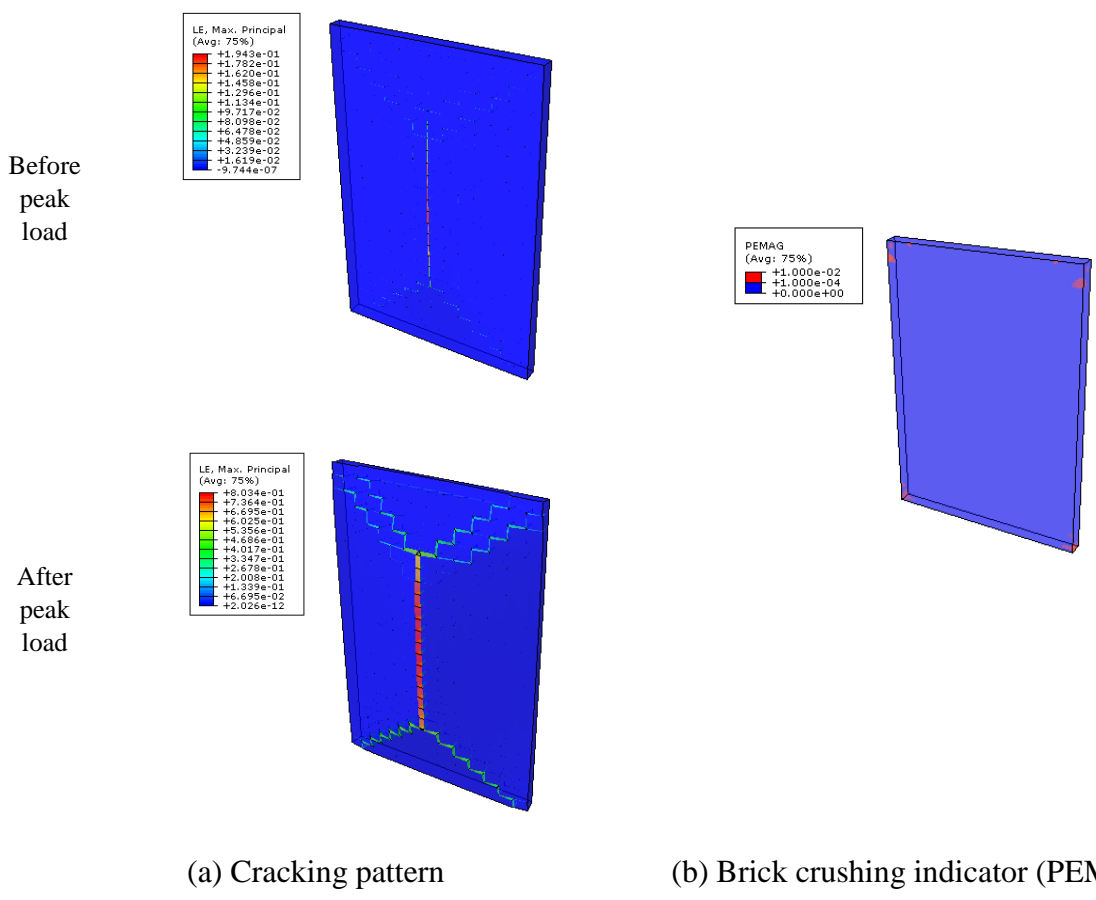 LE, Max. Principal
(Avg: 75%)
+1.943e-01
+1.782e-01
+1.620e-01
+1.458e-01
+1.296e-01
+1.134e-01
+9.717e-02
+8.098e-02
+6.478e-02
+4.859e-02
+3.239e-02
+1.619e-02
-9.744e-07
Before
peak
load
PEMAG
(Avg: 75%)
+1.000e-02
+1.000e-04
+0.000e+00
LE, Max. Principal
(Avg: 75%)
+8.034e-01
+7.364e-01
+6.695e-01
+6.025e-01
+5.356e-01
+4.686e-01
+4.017e-01
+3.347e-01
+2.678e-01
+2.008e-01
+1.339e-01
+6.695e-02
+2.026e-12
After
peak
load
(a) Cracking pattern
(b) Brick crushing indicator (PEM